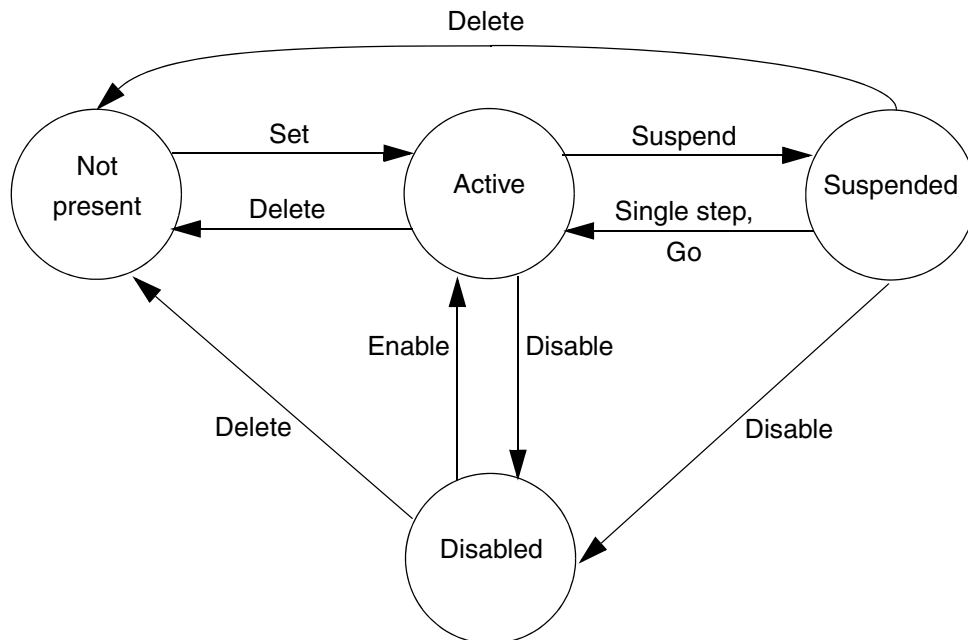 Delete
Not
present
Set
Delete
Active
Suspend
Single step,
Go
Suspended
Enable
Disable
Delete
Disable
Disabled